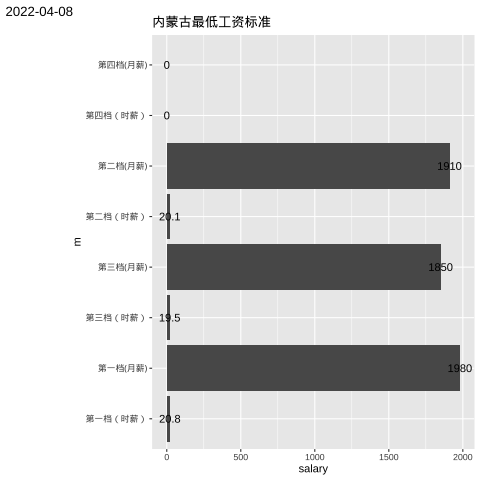 2022-04-08
内蒙古最低工资标准
第四档(月薪)
0
第四档（时薪）
0
第二档(月薪)
1910
第二档（时薪）
20.1
m
第三档(月薪)
1850
第三档（时薪）
19.5
第一档(月薪)
1980
第一档（时薪）
20.8
0 500 1000 1500 2000
salary